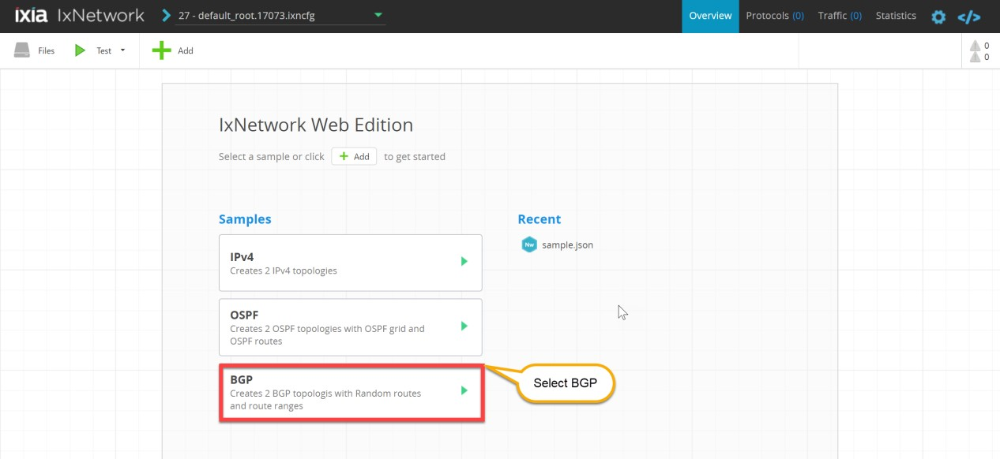 ixia IxNetwork
27 - default_root.17073.ixncfg
Overview
Protocols (0)
Traffic (0)
Statistics
Files
Test
Add
0
0
IxNetwork Web Edition
Select a sample or click + Add to get started
Samples
Recent
IPv4
Creates 2 IPv4 topologies
Nw sample.json
OSPF
Creates 2 OSPF topologies with OSPF grid and
OSPF routes
BGP
Creates 2 BGP topologis with Random routes
and route ranges
Select BGP